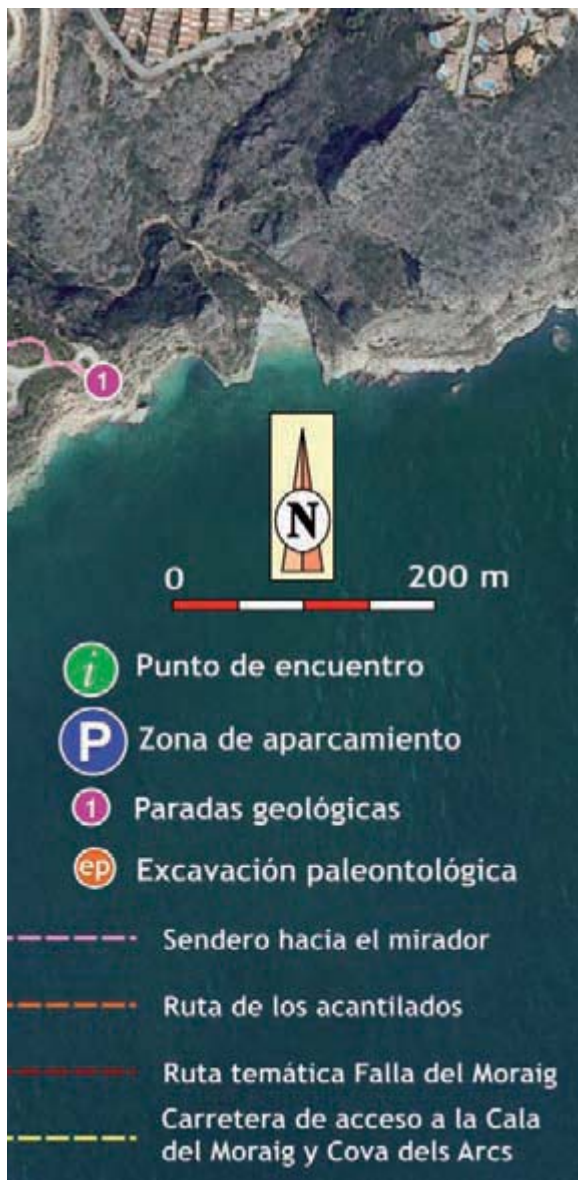 1
N
0 200 m
i Punto de encuentro
P Zona de aparcamiento
1 Paradas geológicas
ep Excavación paleontológica
Sendero hacia el mirador
Ruta de los acantilados
Ruta temática Falla del Moraig
Carretera de acceso a la Cala
del Moraig y Cova dels Arcs